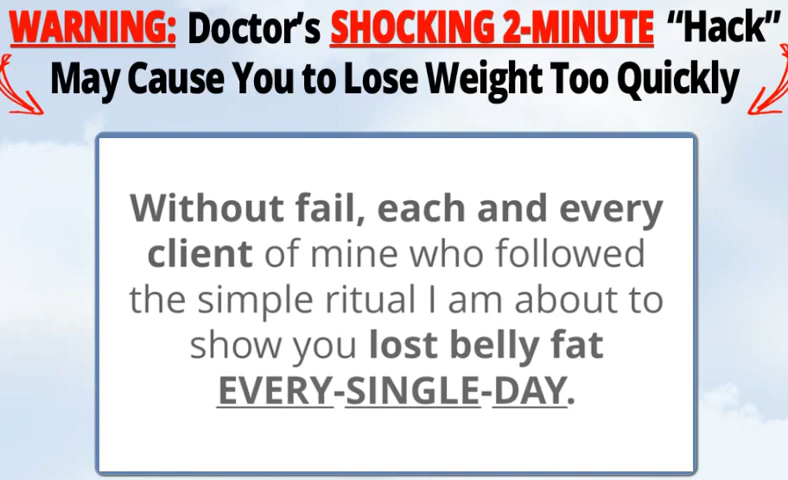 WARNING: Doctor's SHOCKING 2-MINUTE “Hack”
May Cause You to Lose Weight Too Quickly
Without fail, each and every
client of mine who followed
the simple ritual I am about to
show you lost belly fat
EVERY-SINGLE-DAY.